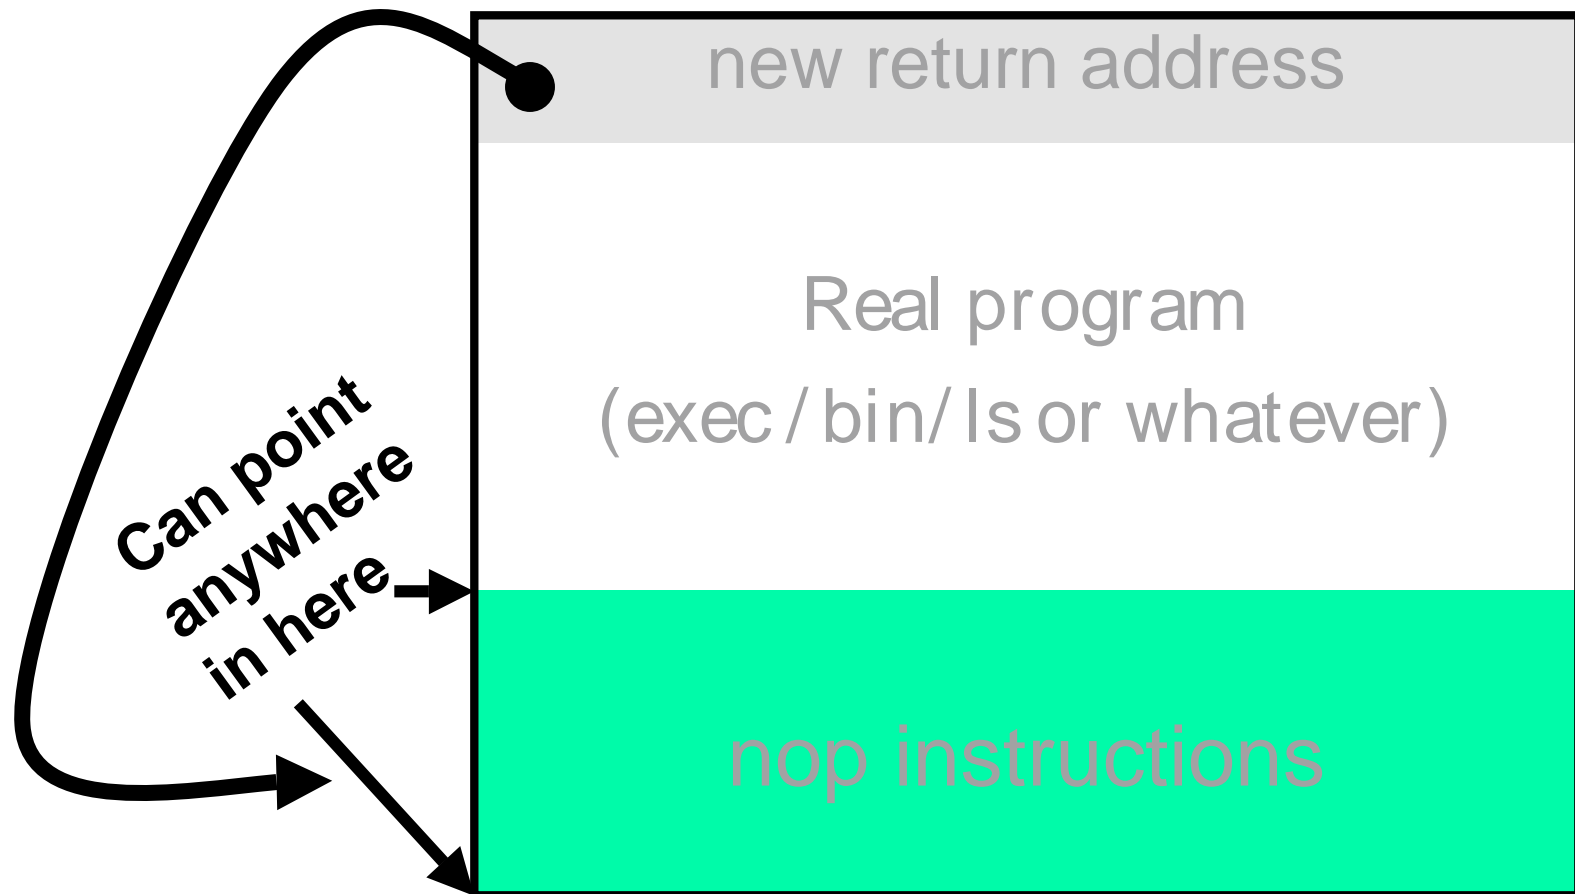 new return address
Real program
(exec /bin/ls or whatever)
Can point
anywhere
in here
nop instructions